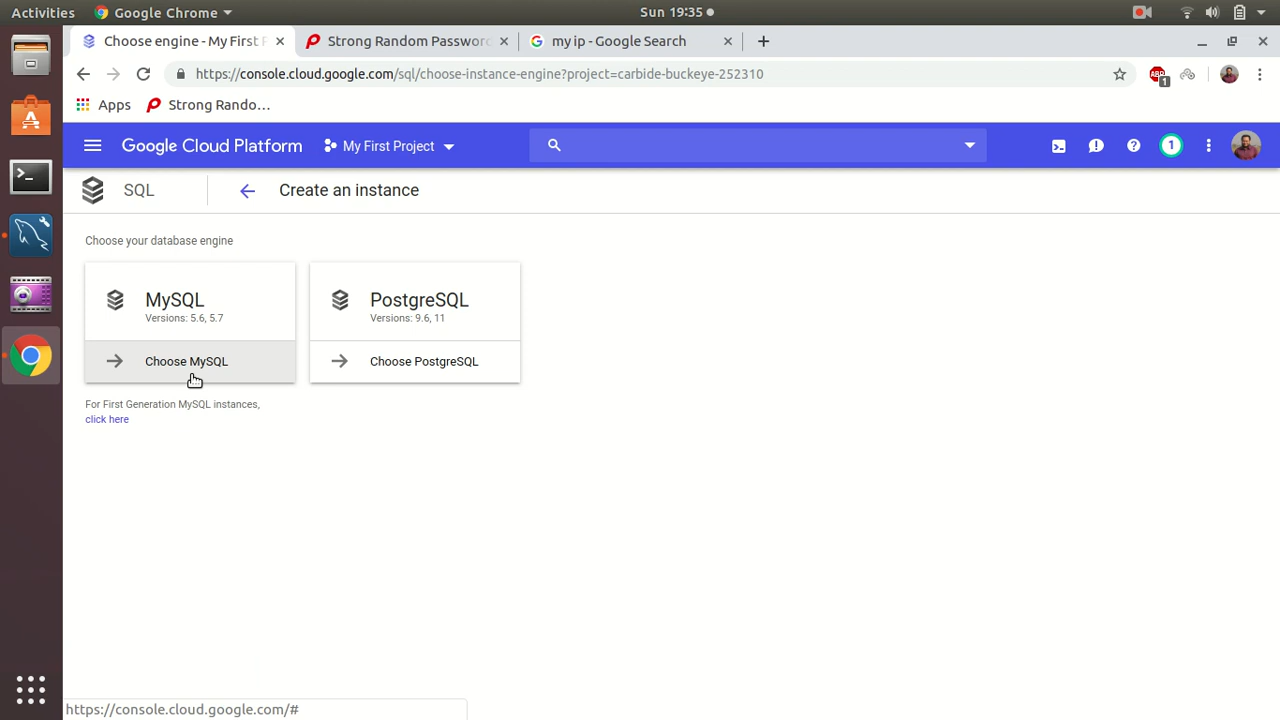 Activities Google Chrome Sun 19:35
Choose engine - My First P Strong Random Password my ip - Google Search
https://console.cloud.google.com/sql/choose-instance-engine?project=carbide-buckeye-252310
ABP 1
Apps Strong Rando...
Google Cloud Platform My First Project 1
SQL Create an instance
Choose your database engine
MySQL
Versions: 5.6, 5.7
Choose MySQL
PostgreSQL
Versions: 9.6, 11
Choose PostgreSQL
For First Generation MySQL instances,
click here
https://console.cloud.google.com/#